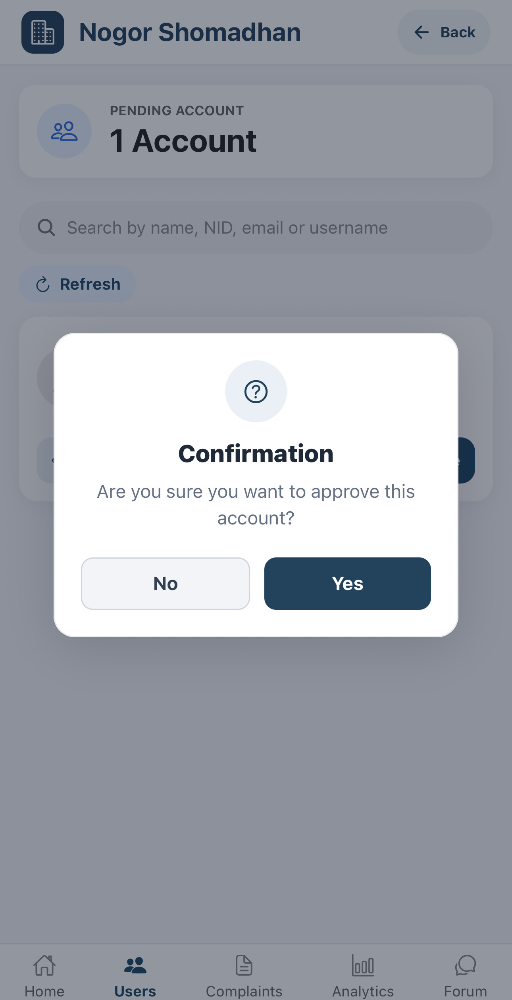 Nogor Shomadhan
Back
PENDING ACCOUNT
1 Account
Search by name, NID, email or username
Refresh
Confirmation
Are you sure you want to approve this
account?
No
Yes
Home
Users
Complaints
Analytics
Forum